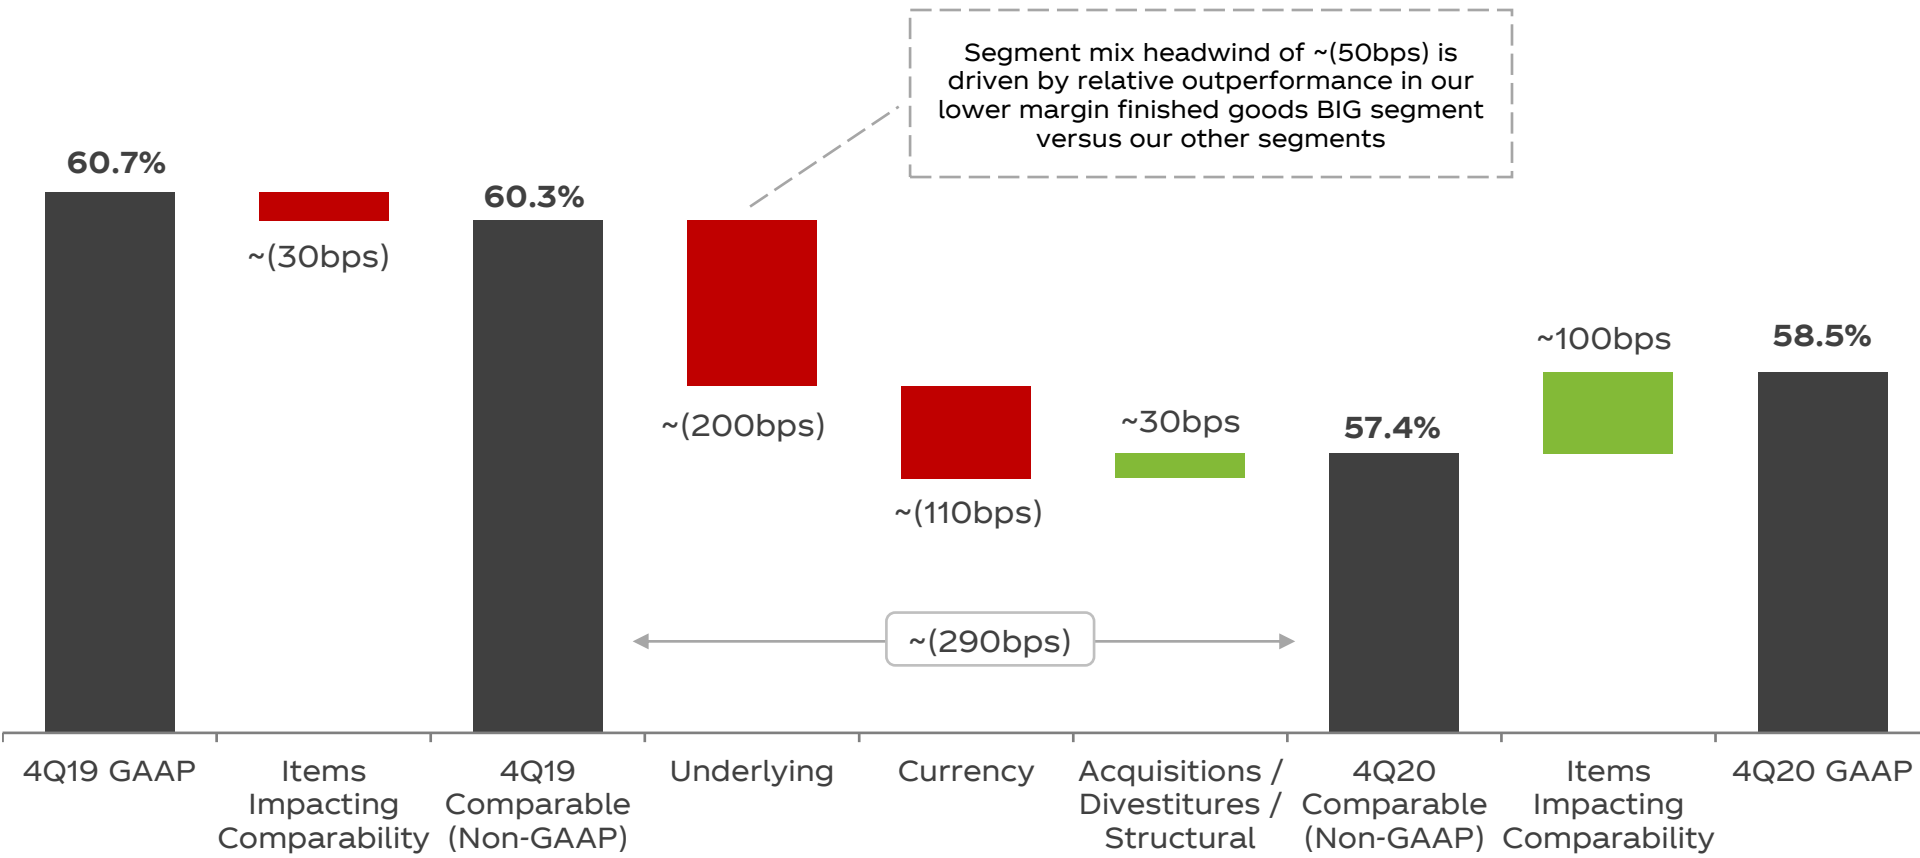 Segment mix headwind of ~(50bps) is
driven by relative outperformance in our
lower margin finished goods BIG segment
versus our other segments
60.7%
~(30bps)
60.3%
~(200bps)
~(110bps)
~30bps
57.4%
~100bps
58.5%
~(290bps)
4Q19 GAAP
Items
Impacting
Comparability
4Q19
Comparable
(Non-GAAP)
Underlying
Currency
Acquisitions /
Divestitures /
Structural
4Q20
Comparable
(Non-GAAP)
Items
Impacting
Comparability
4Q20 GAAP